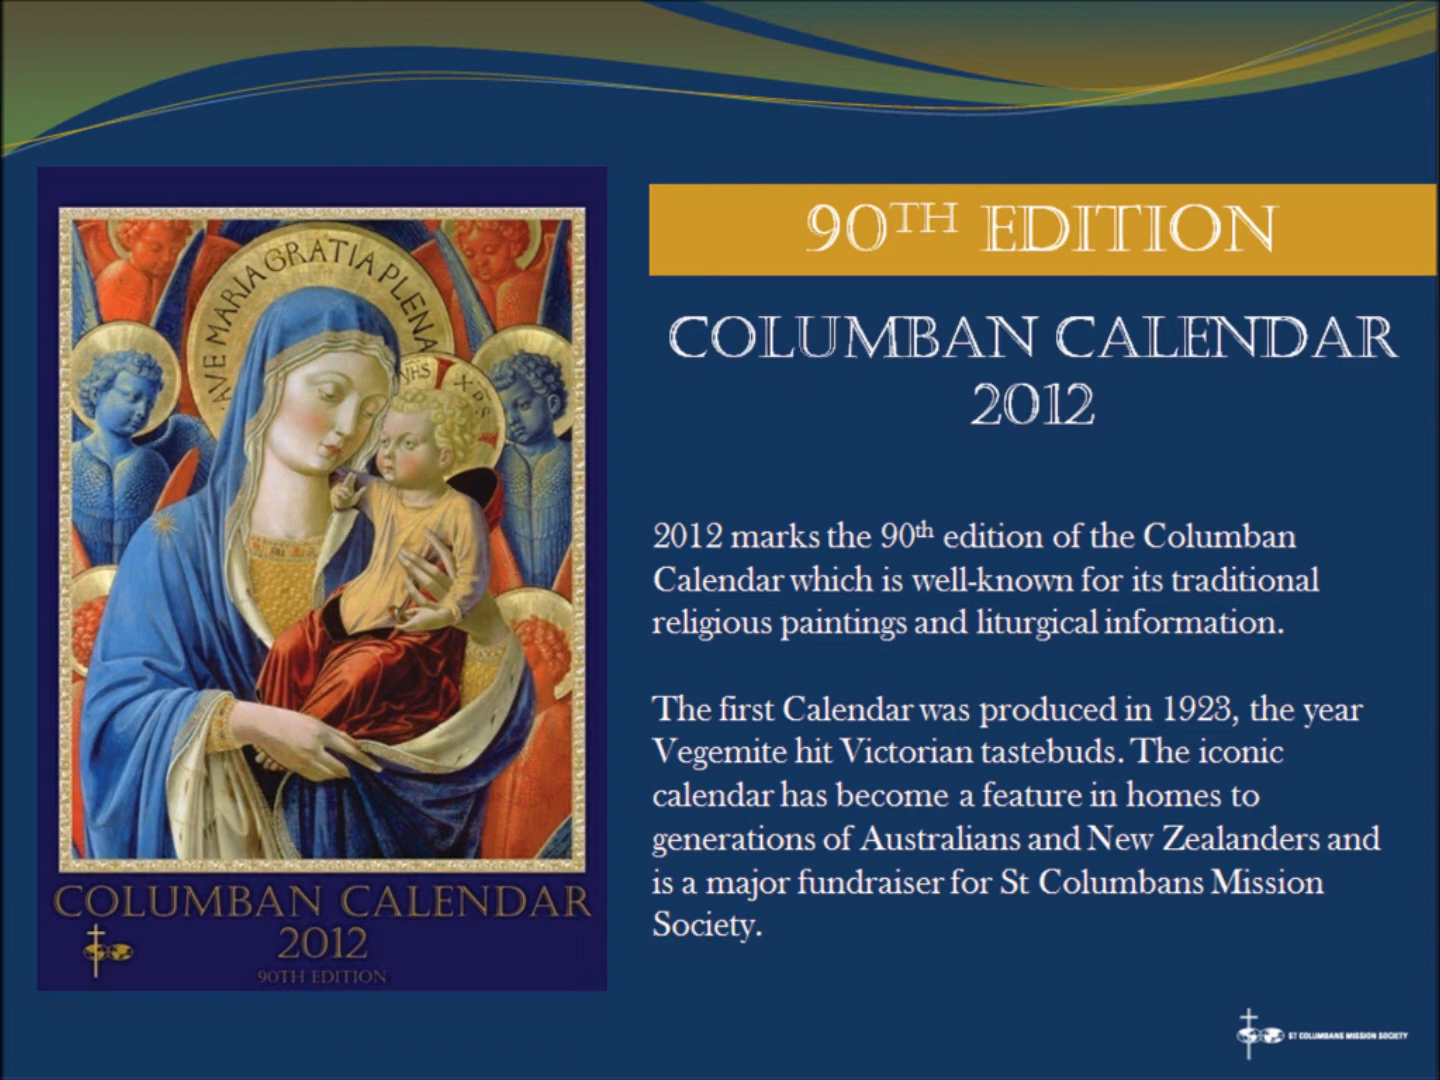 AVE MARIA GRATIA PLENA
YHS
COLUMBAN CALENDAR
2012
90TH EDITION
90TH EDITION
COLUMBAN CALENDAR
2012
2012 marks the 90th edition of the Columban
Calendar which is well-known for its traditional
religious paintings and liturgical information.
The first Calendar was produced in 1923, the year
Vegemite hit Victorian tastebuds. The iconic
calendar has become a feature in homes to
generations of Australians and New Zealanders and
is a major fundraiser for St Columbans Mission
Society.
ST COLUMBANS MISSION SOCIETY